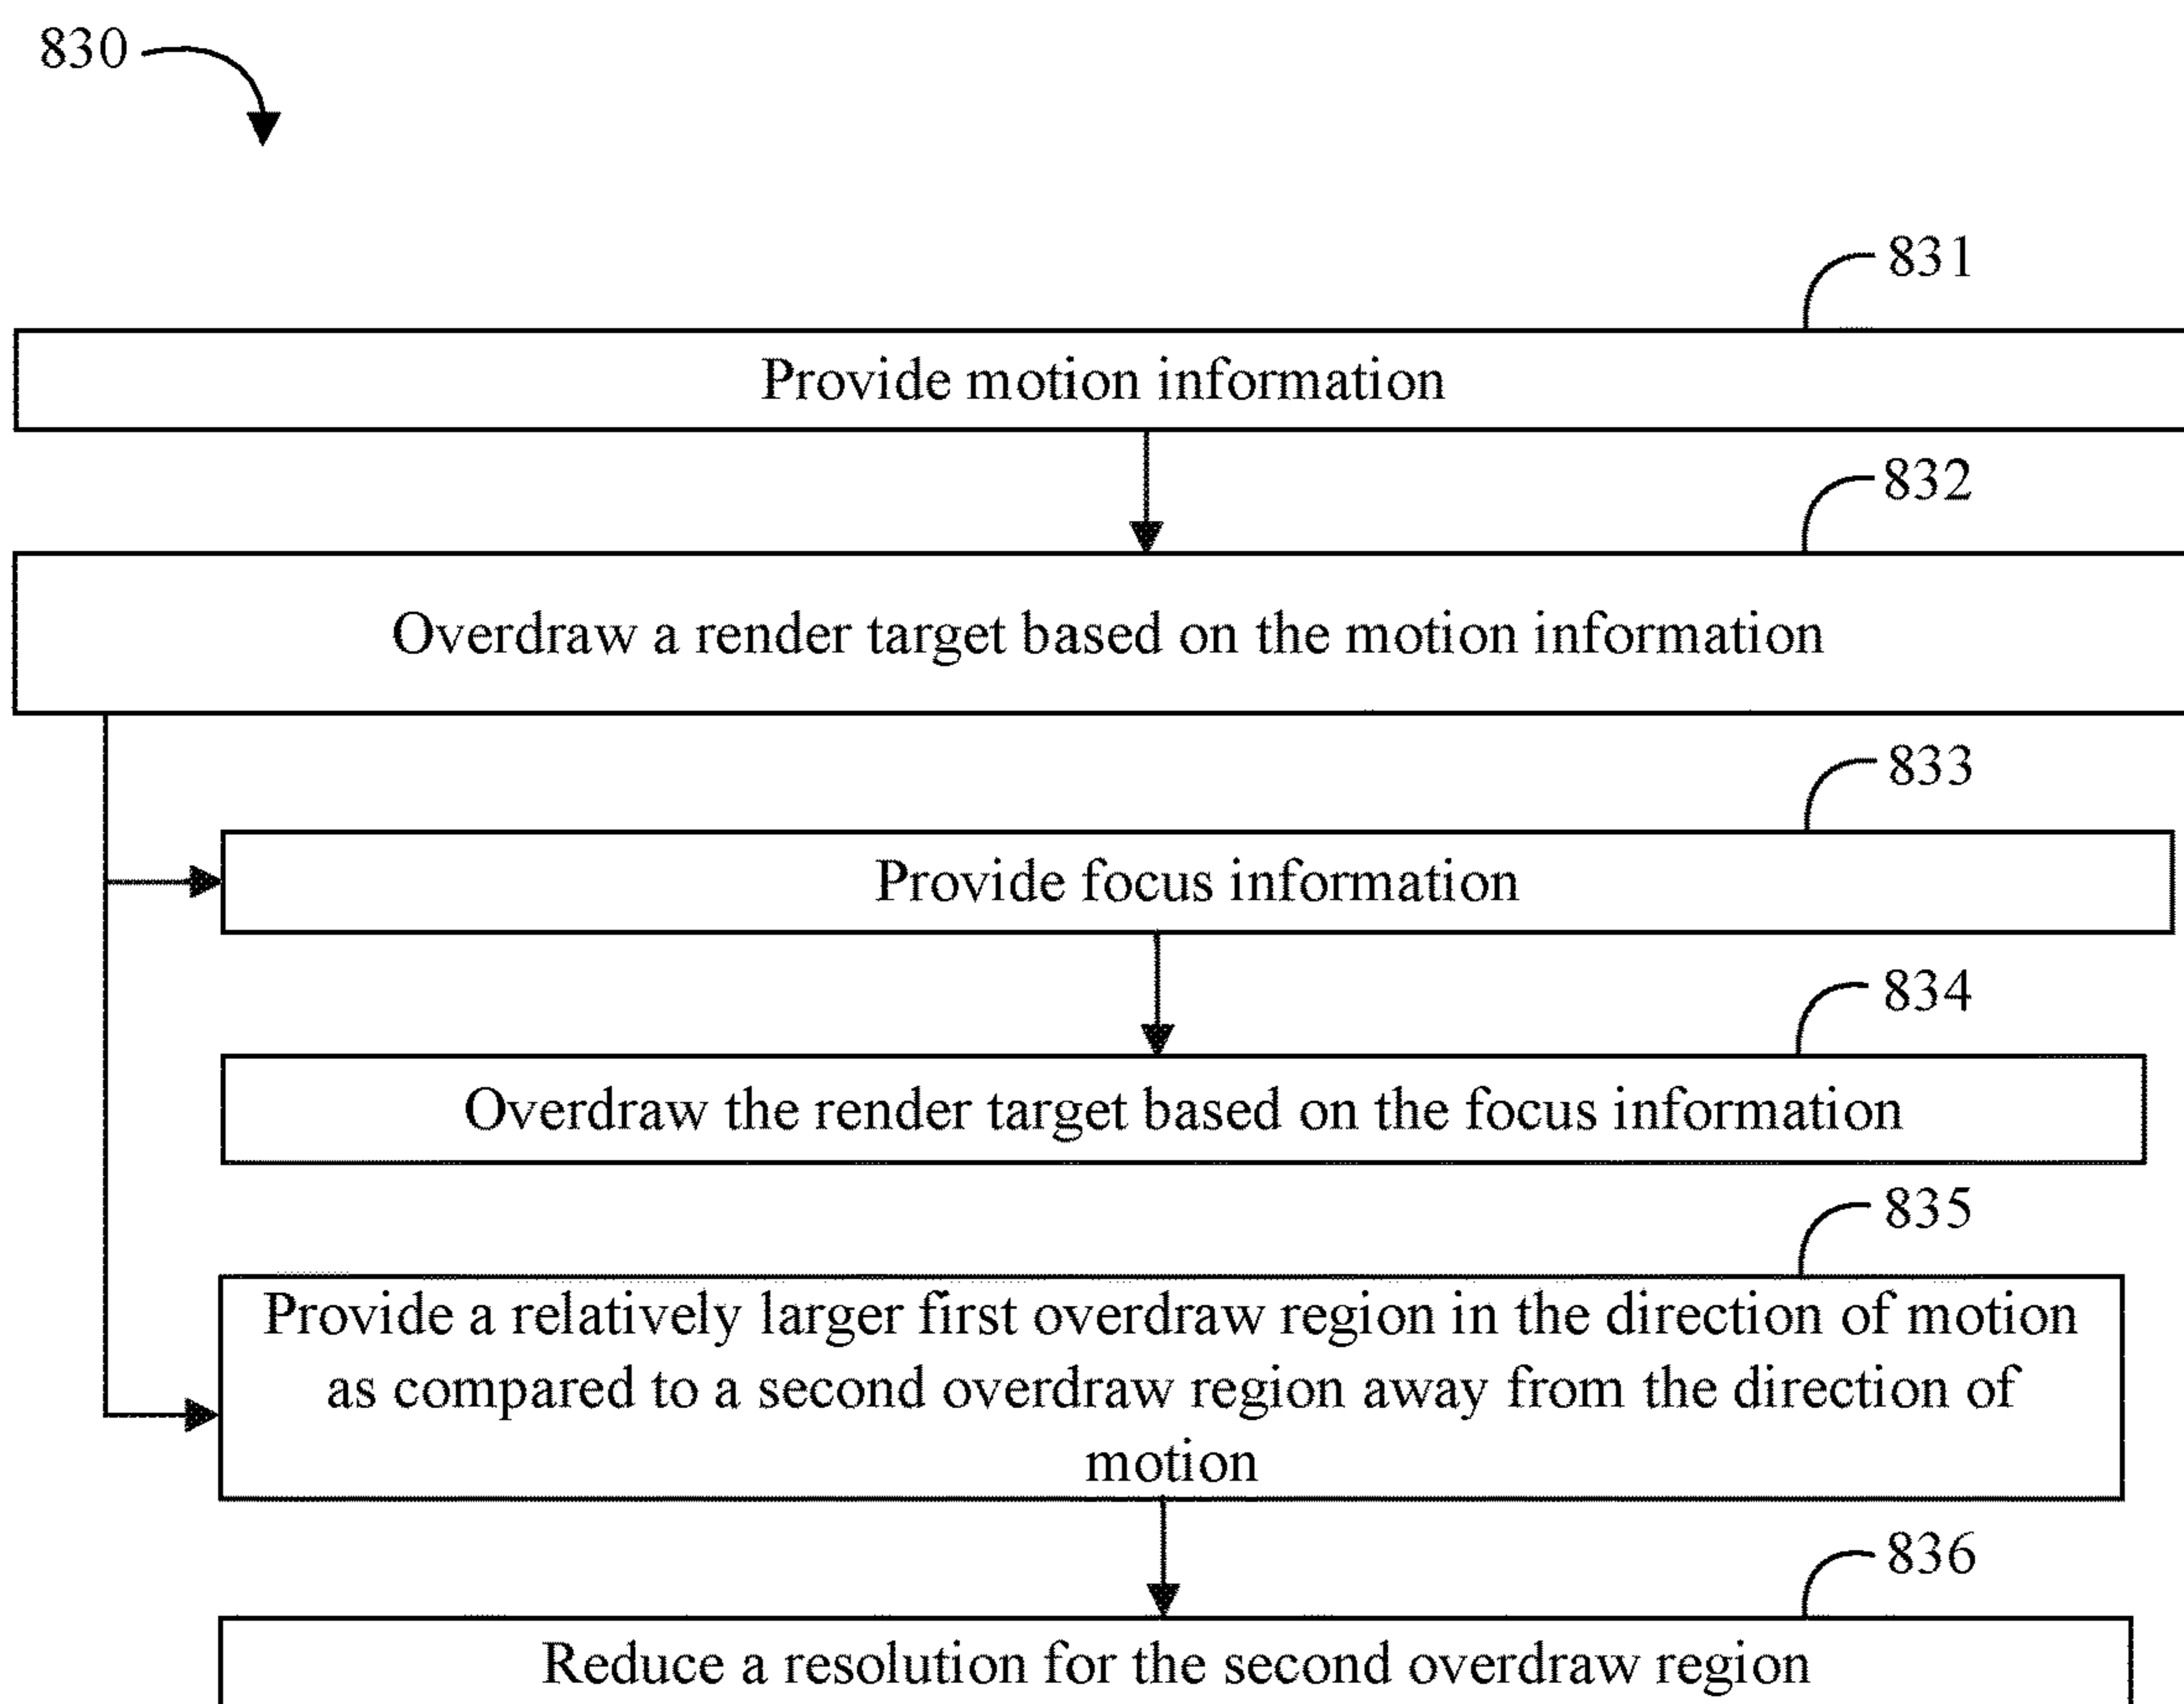 830
831
Provide motion information
832
Overdraw a render target based on the motion information
833
Provide focus information
834
Overdraw the render target based on the focus information
835
Provide a relatively larger first overdraw region in the direction of motion
as compared to a second overdraw region away from the direction of
motion
836
Reduce a resolution for the second overdraw region